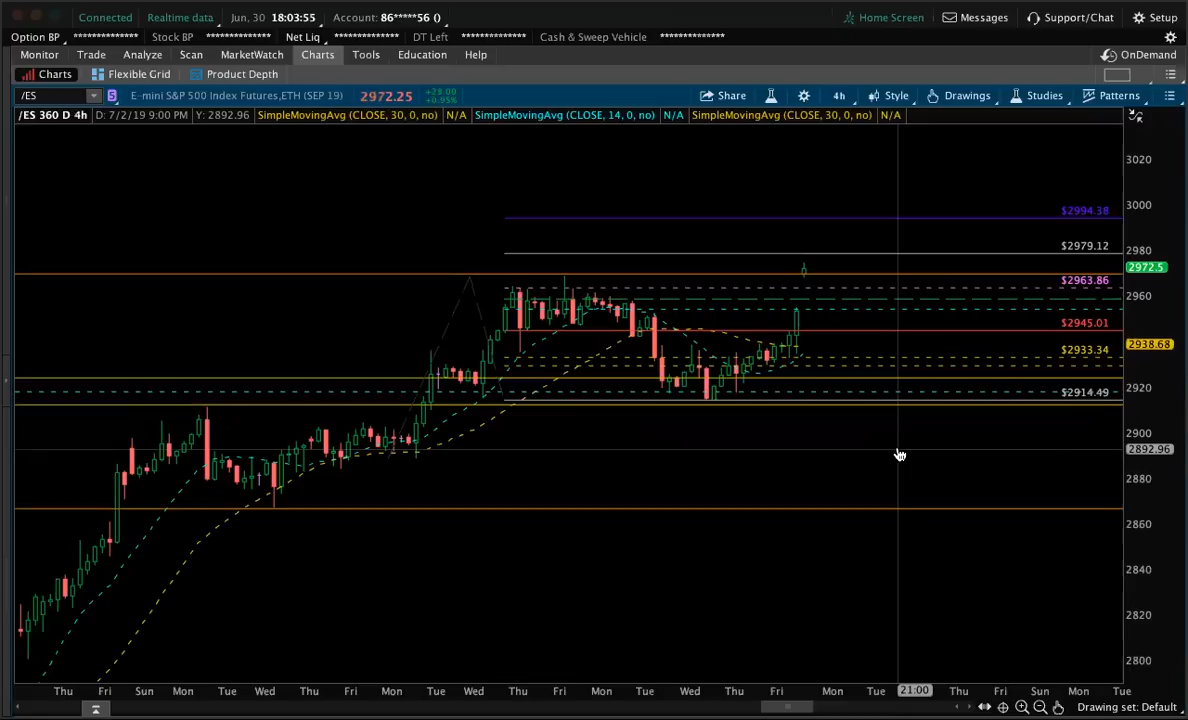 Connected Realtime data Jun, 30 18:03:55 Account: 86*****56 () Home Screen Messages Support/Chat Setup
Option BP ************** Stock BP ************** Net Liq ************** DT Left ************** Cash & Sweep Vehicle **************
Monitor Trade Analyze Scan MarketWatch Charts Tools Education Help OnDemand
Charts Flexible Grid Product Depth
/ES S E-mini S&P 500 Index Futures,ETH (SEP 19) 2972.25 +28.00 +0.95% Share 4h Style Drawings Studies Patterns
/ES 360 D 4h D: 7/2/19 9:00 PM Y: 2892.96 SimpleMovingAvg (CLOSE, 30, 0, no) N/A SimpleMovingAvg (CLOSE, 14, 0, no) N/A SimpleMovingAvg (CLOSE, 30, 0, no) N/A
3020
3000
$2994.38
$2979.12
2980
2972.5
$2963.86
2960
$2945.01
2938.68
$2933.34
2920
$2914.49
2900
2892.96
2880
2860
2840
2820
2800
Thu Fri Sun Mon Tue Wed Thu Fri Mon Tue Wed Thu Fri Mon Tue Wed Thu Fri Mon Tue 21:00 Thu Fri Sun Mon Tue
Drawing set: Default